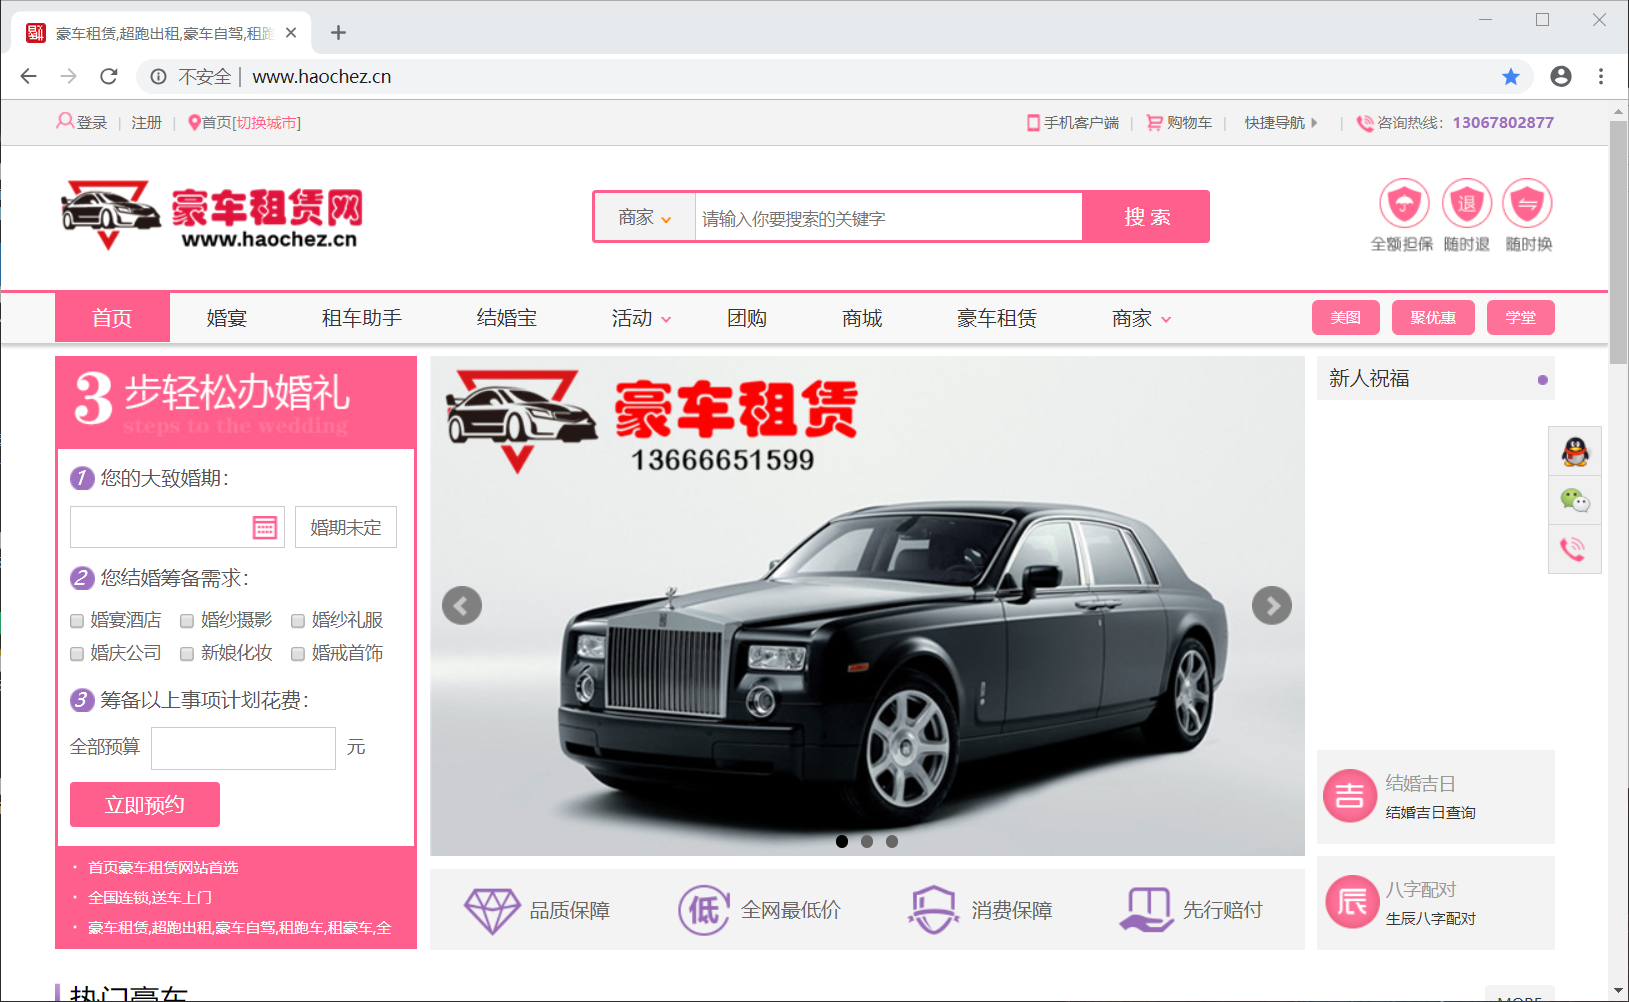 豪车租赁,超跑出租,豪车自驾,租跑
不安全 | www.haochez.cn
登录 | 注册 | 首页[切换城市]
手机客户端 | 购物车 | 快捷导航 | 咨询热线：13067802877
豪车租赁网
www.haochez.cn
商家
请输入你要搜索的关键字
搜 索
退
全额担保 随时退 随时换
首页 婚宴 租车助手 结婚宝 活动 团购 商城 豪车租赁 商家 美图 聚优惠 学堂
3步轻松办婚礼
steps to the wedding
1 您的大致婚期：
婚期未定
2 您结婚筹备需求：
婚宴酒店 婚纱摄影 婚纱礼服
婚庆公司 新娘化妆 婚戒首饰
3 筹备以上事项计划花费：
全部预算 元
立即预约
· 首页豪车租赁网站首选
· 全国连锁,送车上门
· 豪车租赁,超跑出租,豪车自驾,租跑车,租豪车,全
豪车租赁
13666651599
品质保障 低 全网最低价 消费保障 先行赔付
新人祝福
吉 结婚吉日
结婚吉日查询
辰 八字配对
生辰八字配对
热门豪车
MORE